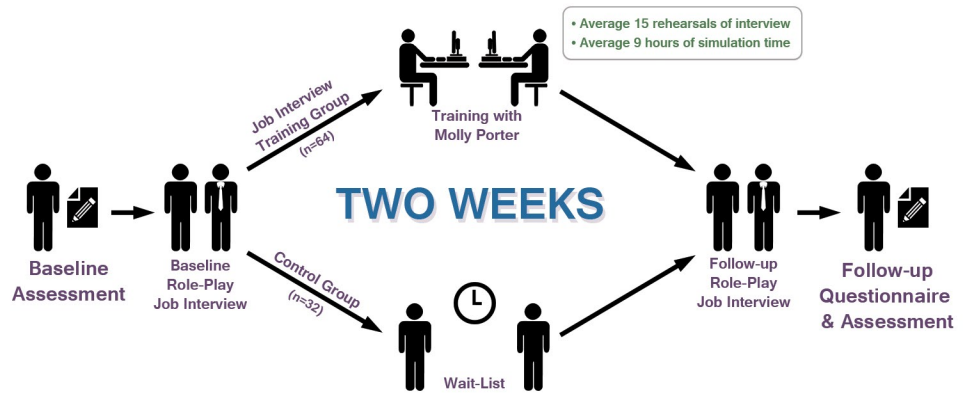 • Average 15 rehearsals of interview
• Average 9 hours of simulation time
Job Interview
Training Group
(n=64)
Training with
Molly Porter
TWO WEEKS
Baseline
Assessment
Baseline
Role-Play
Job Interview
Control Group
(n=32)
Wait-List
Follow-up
Role-Play
Job Interview
Follow-up
Questionnaire
& Assessment